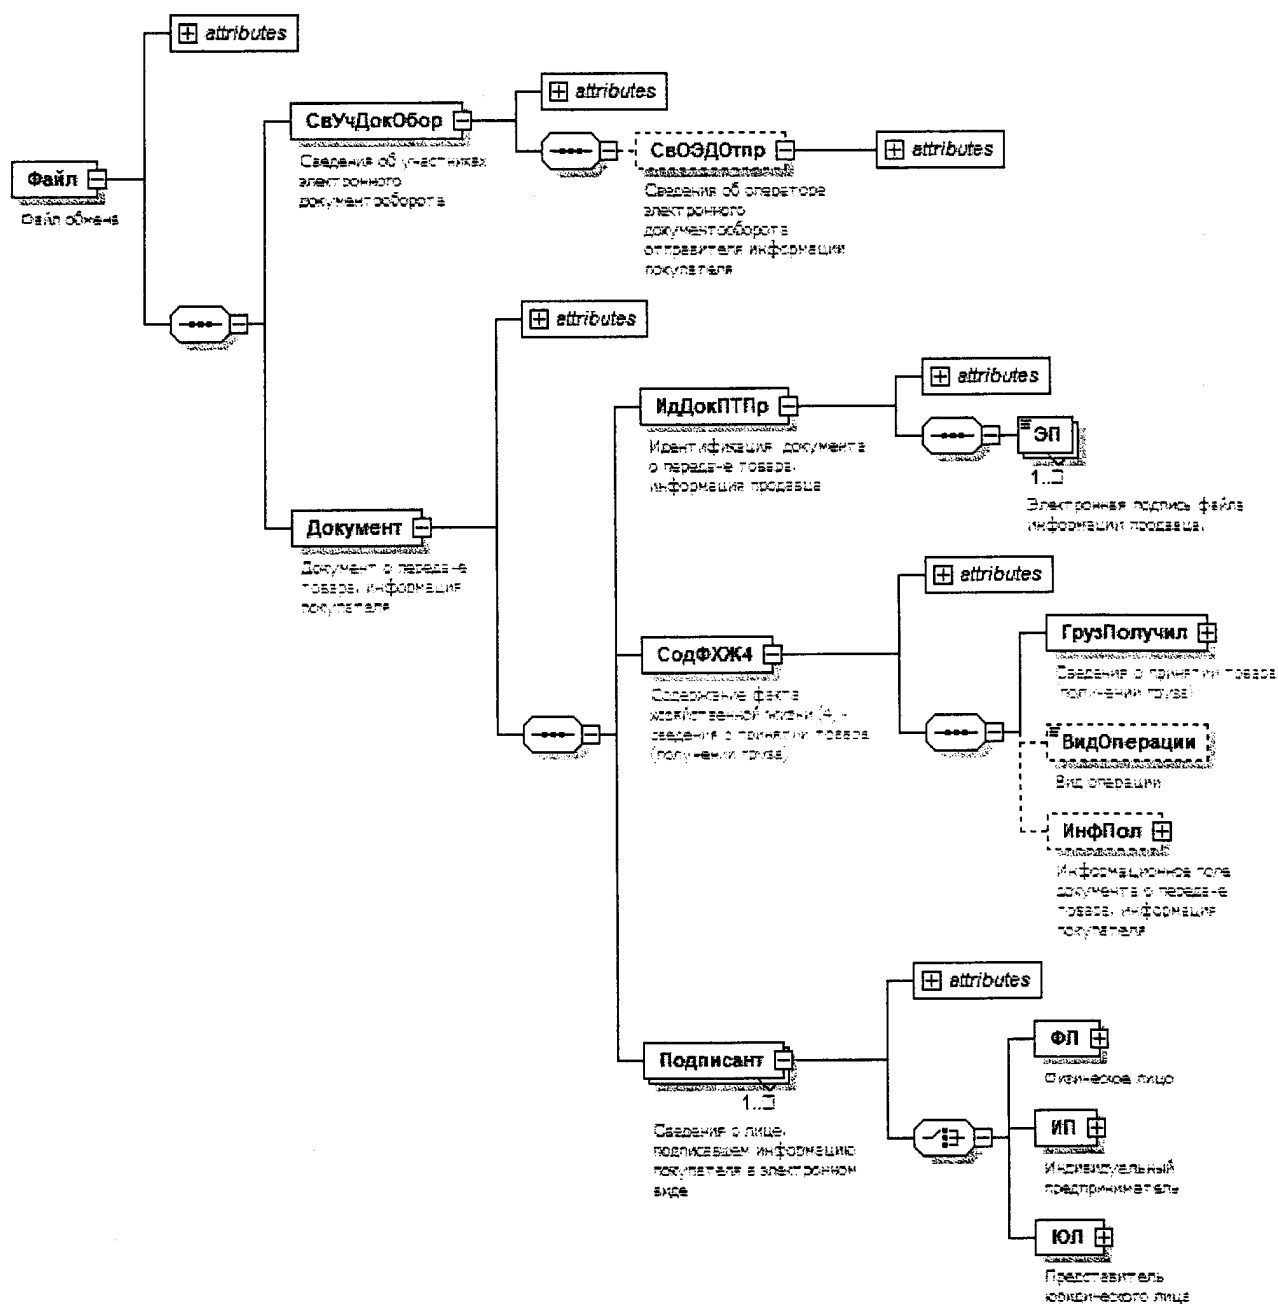 attributes
СвУчДокОбор
Сведения об участниках
электронного
документооборота
attributes
СвОЭДОтпр
Сведения об операторе
электронного
документооборота
отправителя информации
покупателя
attributes
Файл
Файл обмена
attributes
ИдДокПТПр
Идентификация документа
о передаче товара,
информация продавца
attributes
ЭП
1..
Электронная подпись файла
информации продавца,
Документ
Документ о передаче
товара, информация
покупателя
attributes
СодФХЖ4
Содержание факта
хозяйственной жизни (4) -
сведения о принятии товара
(получении груза)
ГрузПолучил
Сведения о принятии товара
(получении груза)
ВидОперации
Вид операции
ИнфПол
Информационное поле
документа о передаче
товара, информация
покупателя
attributes
Подписант
1..
Сведения о лице,
подписавшем информацию
покупателя в электронном
виде
ФЛ
Физическое лицо
ИП
Индивидуальный
предприниматель
ЮЛ
Представитель
юридического лица